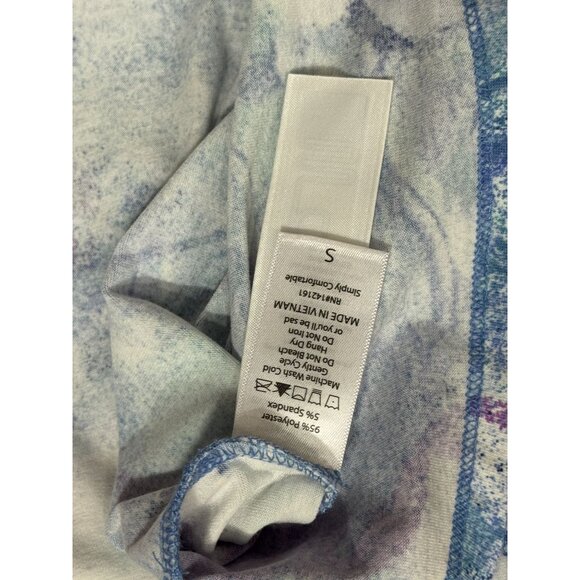 95% Polyester
5% Spandex
Machine Wash Cold
Gently Cycle
Do Not Bleach
Hang Dry
Do Not Iron
or you'll be sad
MADE IN VIETNAM
RN#142161
Simply Comfortable
S